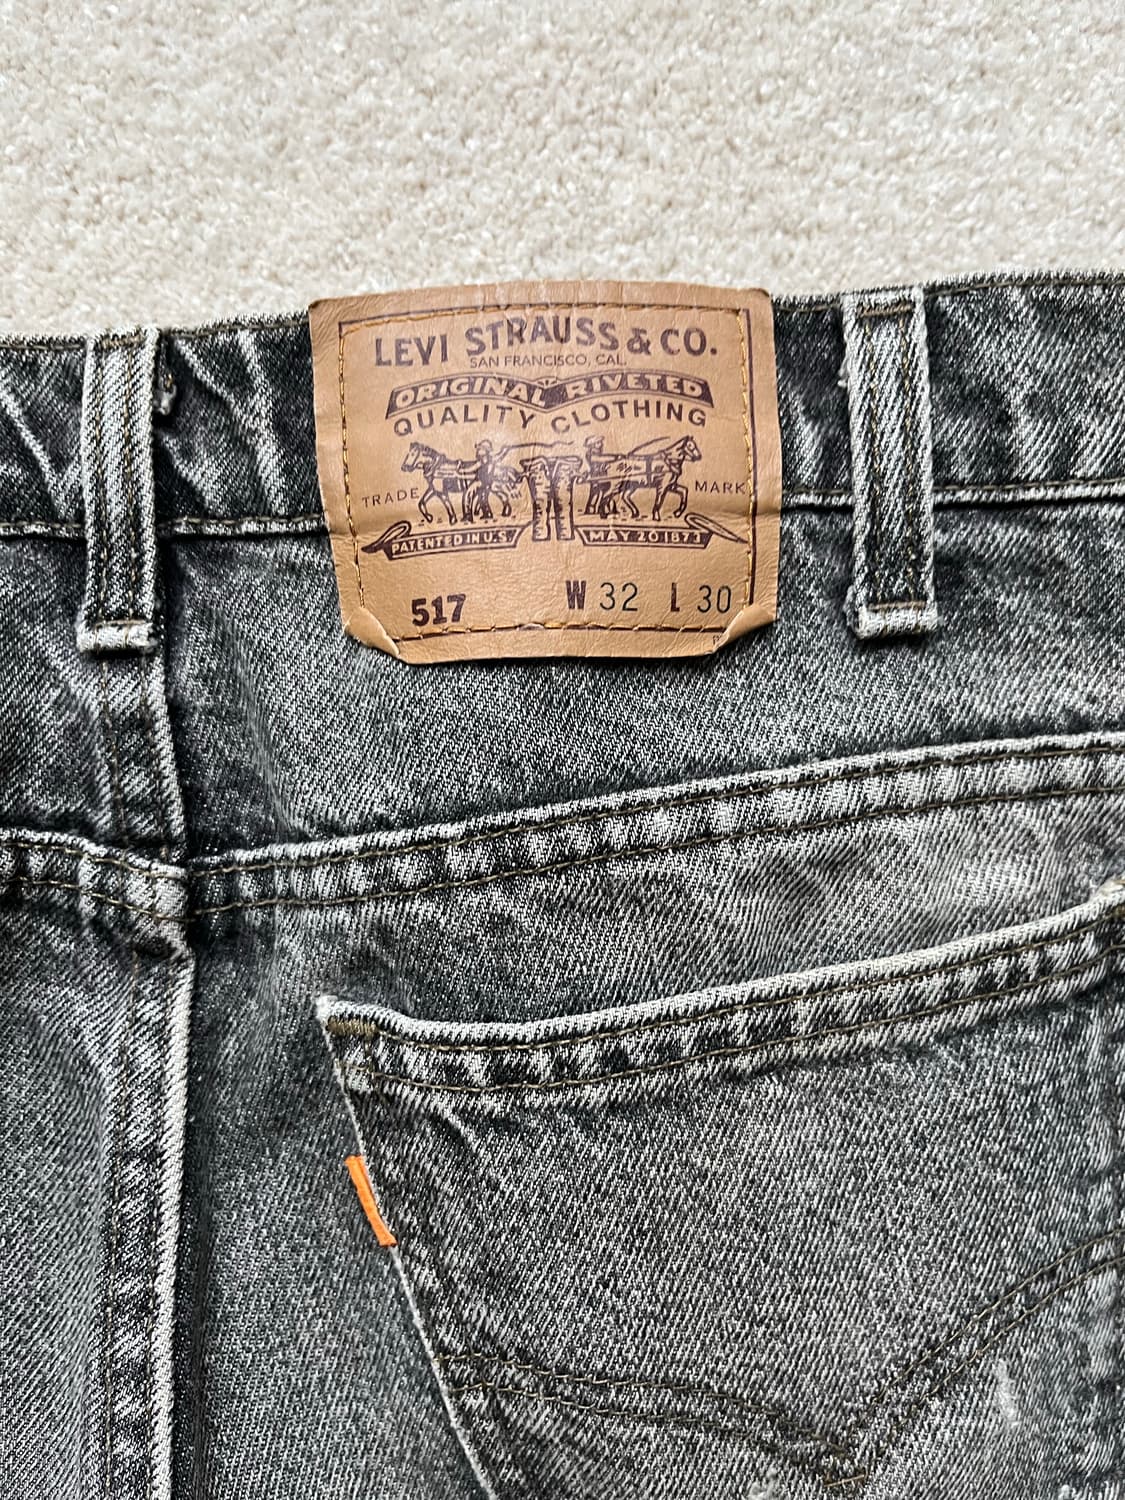 LEVI STRAUSS & CO.
SAN FRANCISCO, CAL.
ORIGINAL RIVETED
QUALITY CLOTHING
TRADE MARK
PATENTED IN U.S. MAY 20 1873
517 W 32 L 30